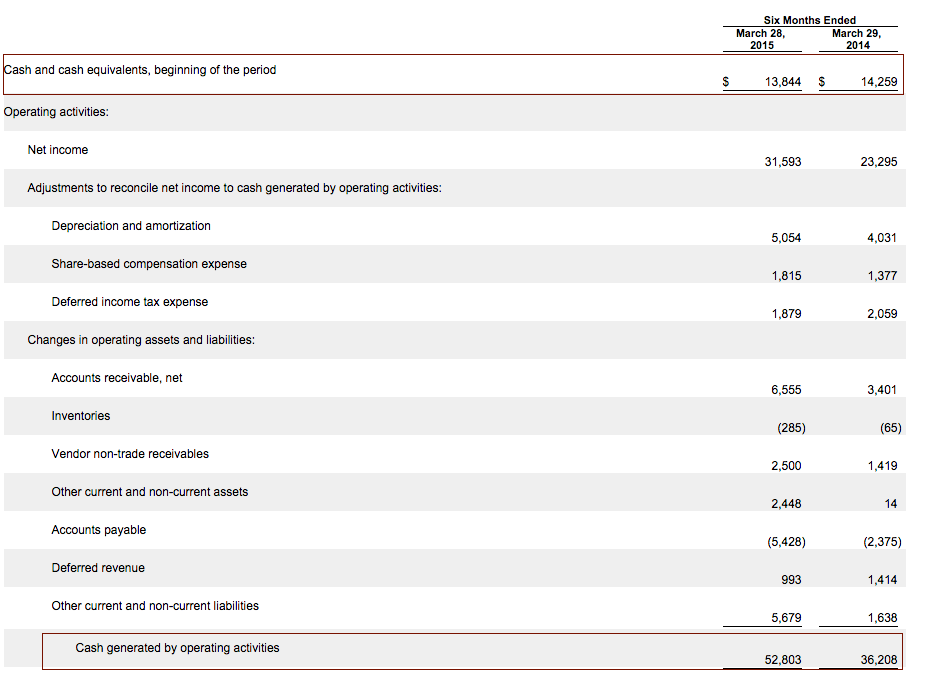 Six Months Ended
March 28, March 29,
2015 2014
Cash and cash equivalents, beginning of the period
$ 13,844 $ 14,259
Operating activities:
Net income
31,593 23,295
Adjustments to reconcile net income to cash generated by operating activities:
Depreciation and amortization
5,054 4,031
Share-based compensation expense
1,815 1,377
Deferred income tax expense
1,879 2,059
Changes in operating assets and liabilities:
Accounts receivable, net
6,555 3,401
Inventories
(285) (65)
Vendor non-trade receivables
2,500 1,419
Other current and non-current assets
2,448 14
Accounts payable
(5,428) (2,375)
Deferred revenue
993 1,414
Other current and non-current liabilities
5,679 1,638
Cash generated by operating activities
52,803 36,208